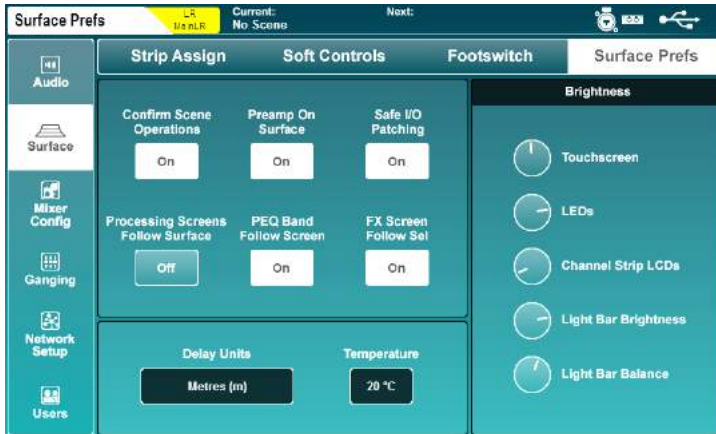 Surface Prefs
LR
MainLR
Current:
No Scene
Next:
Audio
Surface
Mixer
Config
Ganging
Network
Setup
Users
Strip Assign
Soft Controls
Footswitch
Surface Prefs
Confirm Scene
Operations
On
Preamp On
Surface
On
Safe I/O
Patching
On
Processing Screens
Follow Surface
Off
PEQ Band
Follow Screen
On
FX Screen
Follow Sel
On
Delay Units
Metres (m)
Temperature
20 °C
Brightness
Touchscreen
LEDs
Channel Strip LCDs
Light Bar Brightness
Light Bar Balance